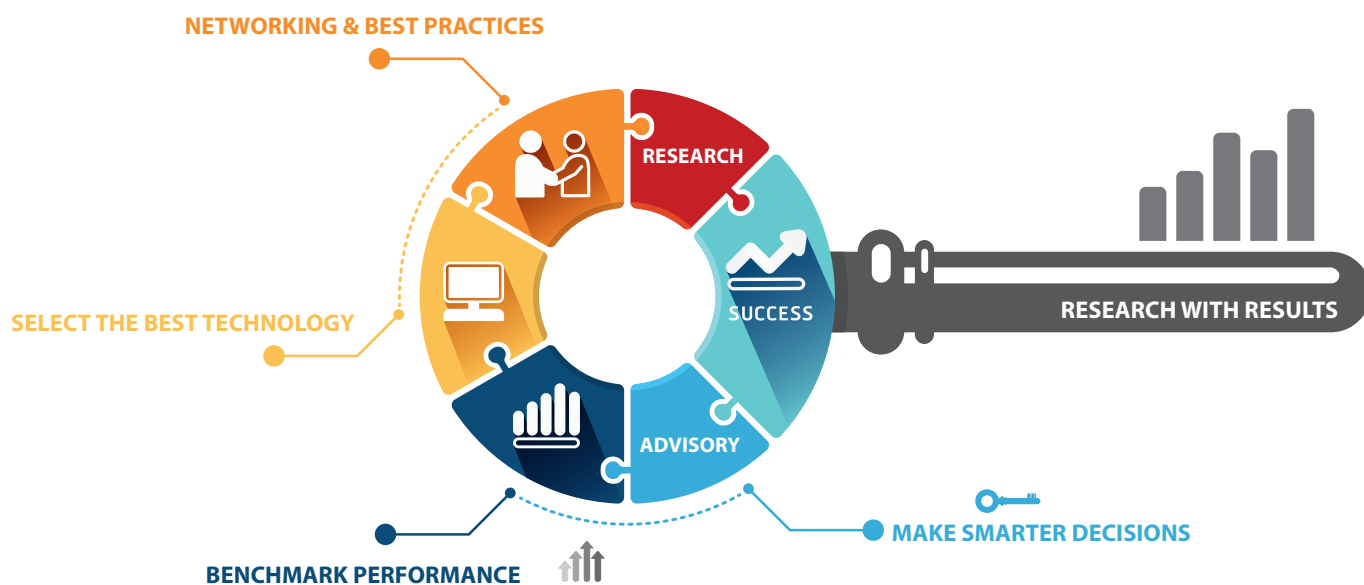 NETWORKING & BEST PRACTICES
RESEARCH
SUCCESS
RESEARCH WITH RESULTS
SELECT THE BEST TECHNOLOGY
ADVISORY
MAKE SMARTER DECISIONS
BENCHMARK PERFORMANCE